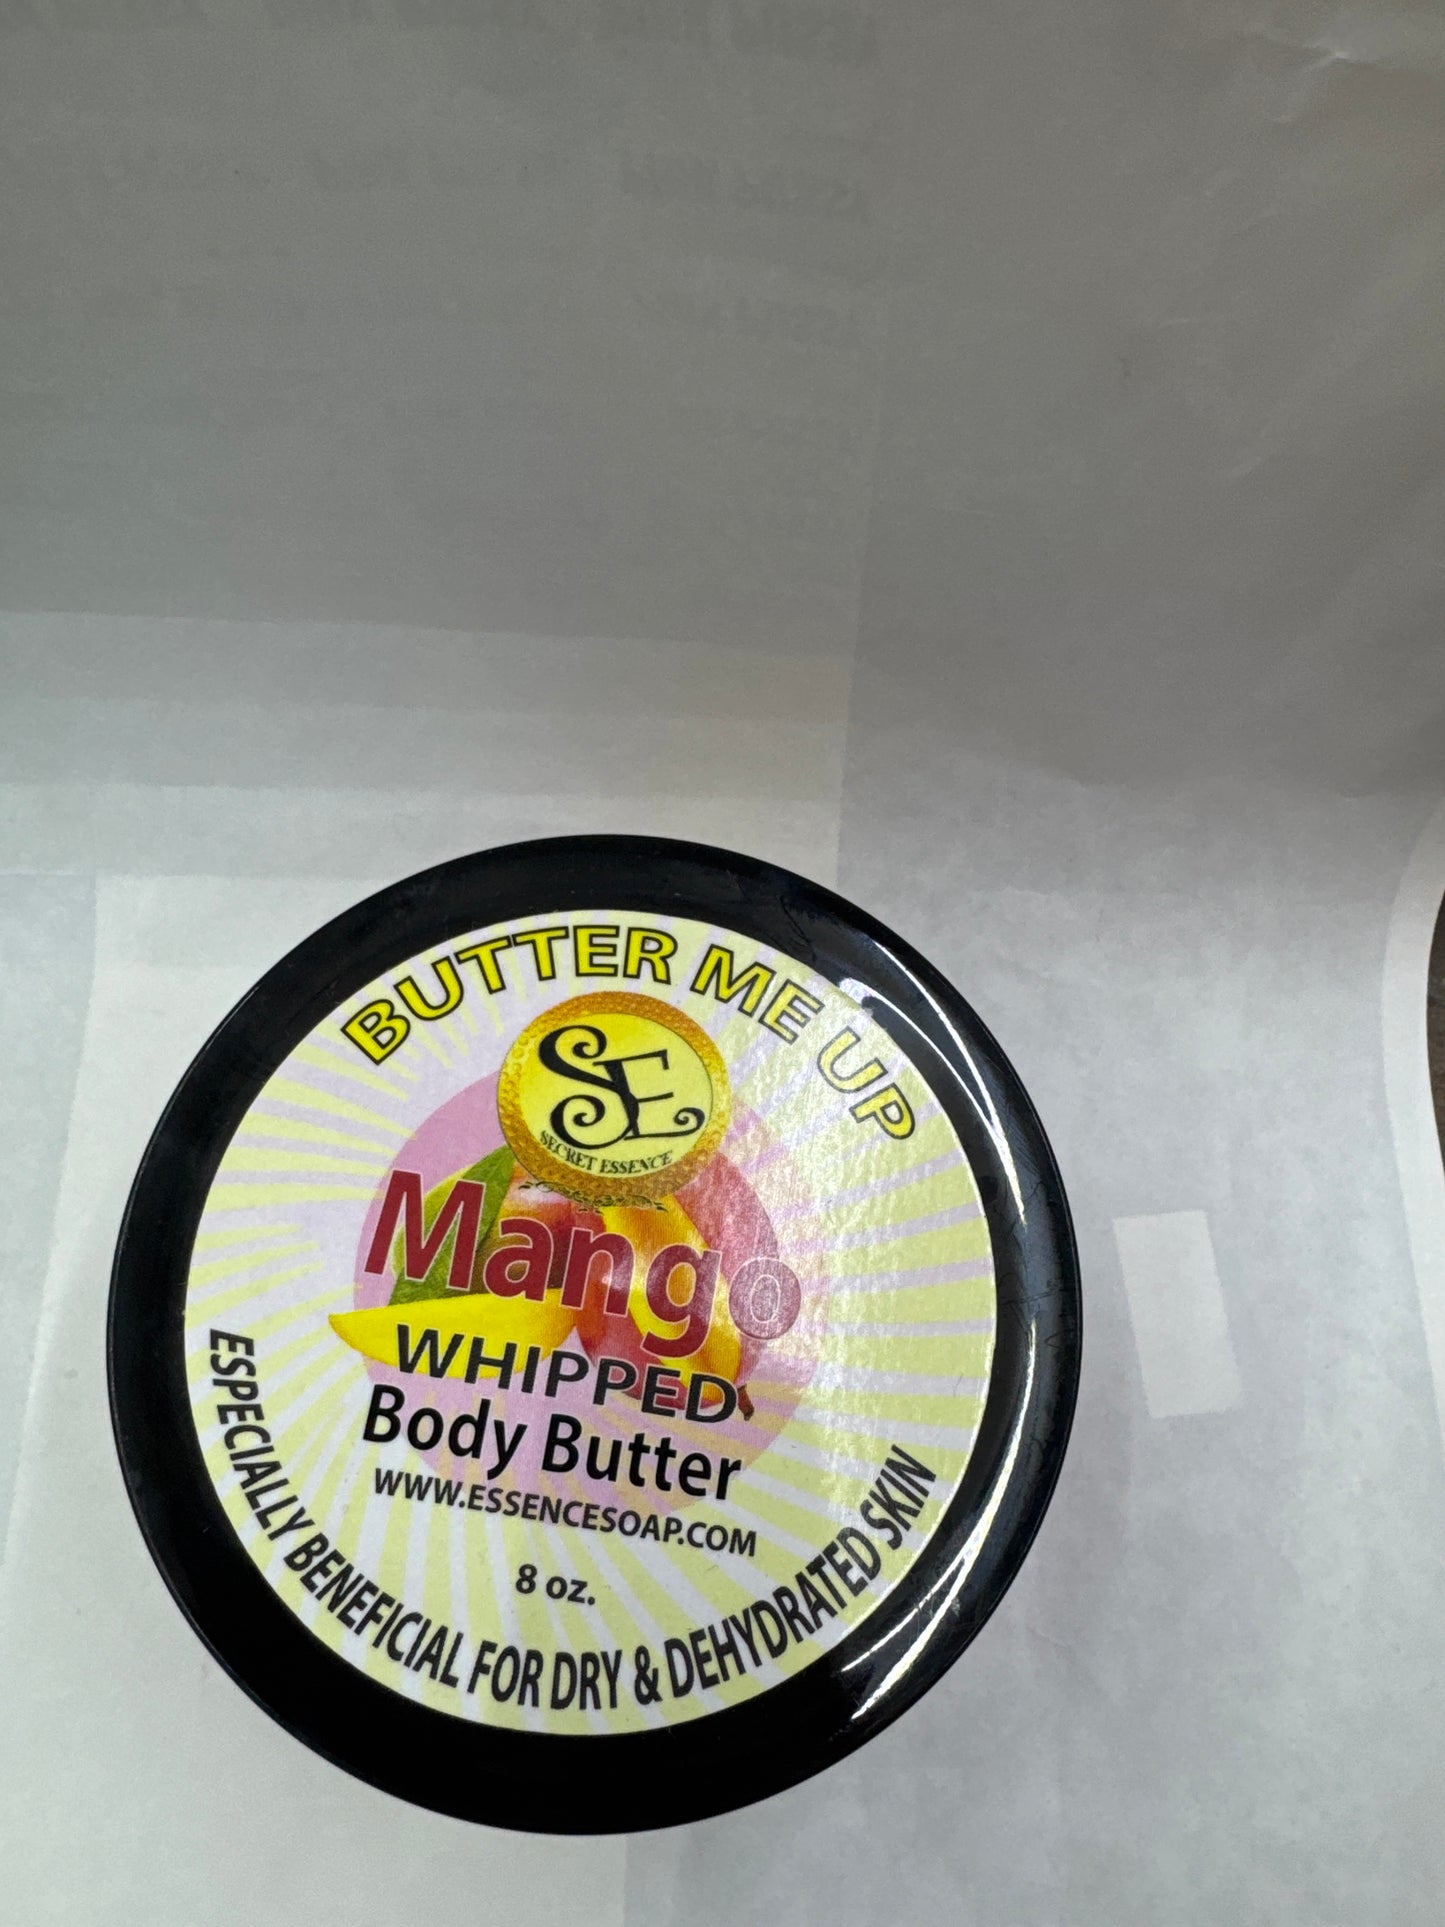 BUTTER ME UP
SE
SECRET ESSENCE
Mango
WHIPPED
Body Butter
WWW.ESSENCESOAP.COM
8 oz.
ESPECIALLY BENEFICIAL FOR DRY & DEHYDRATED SKIN